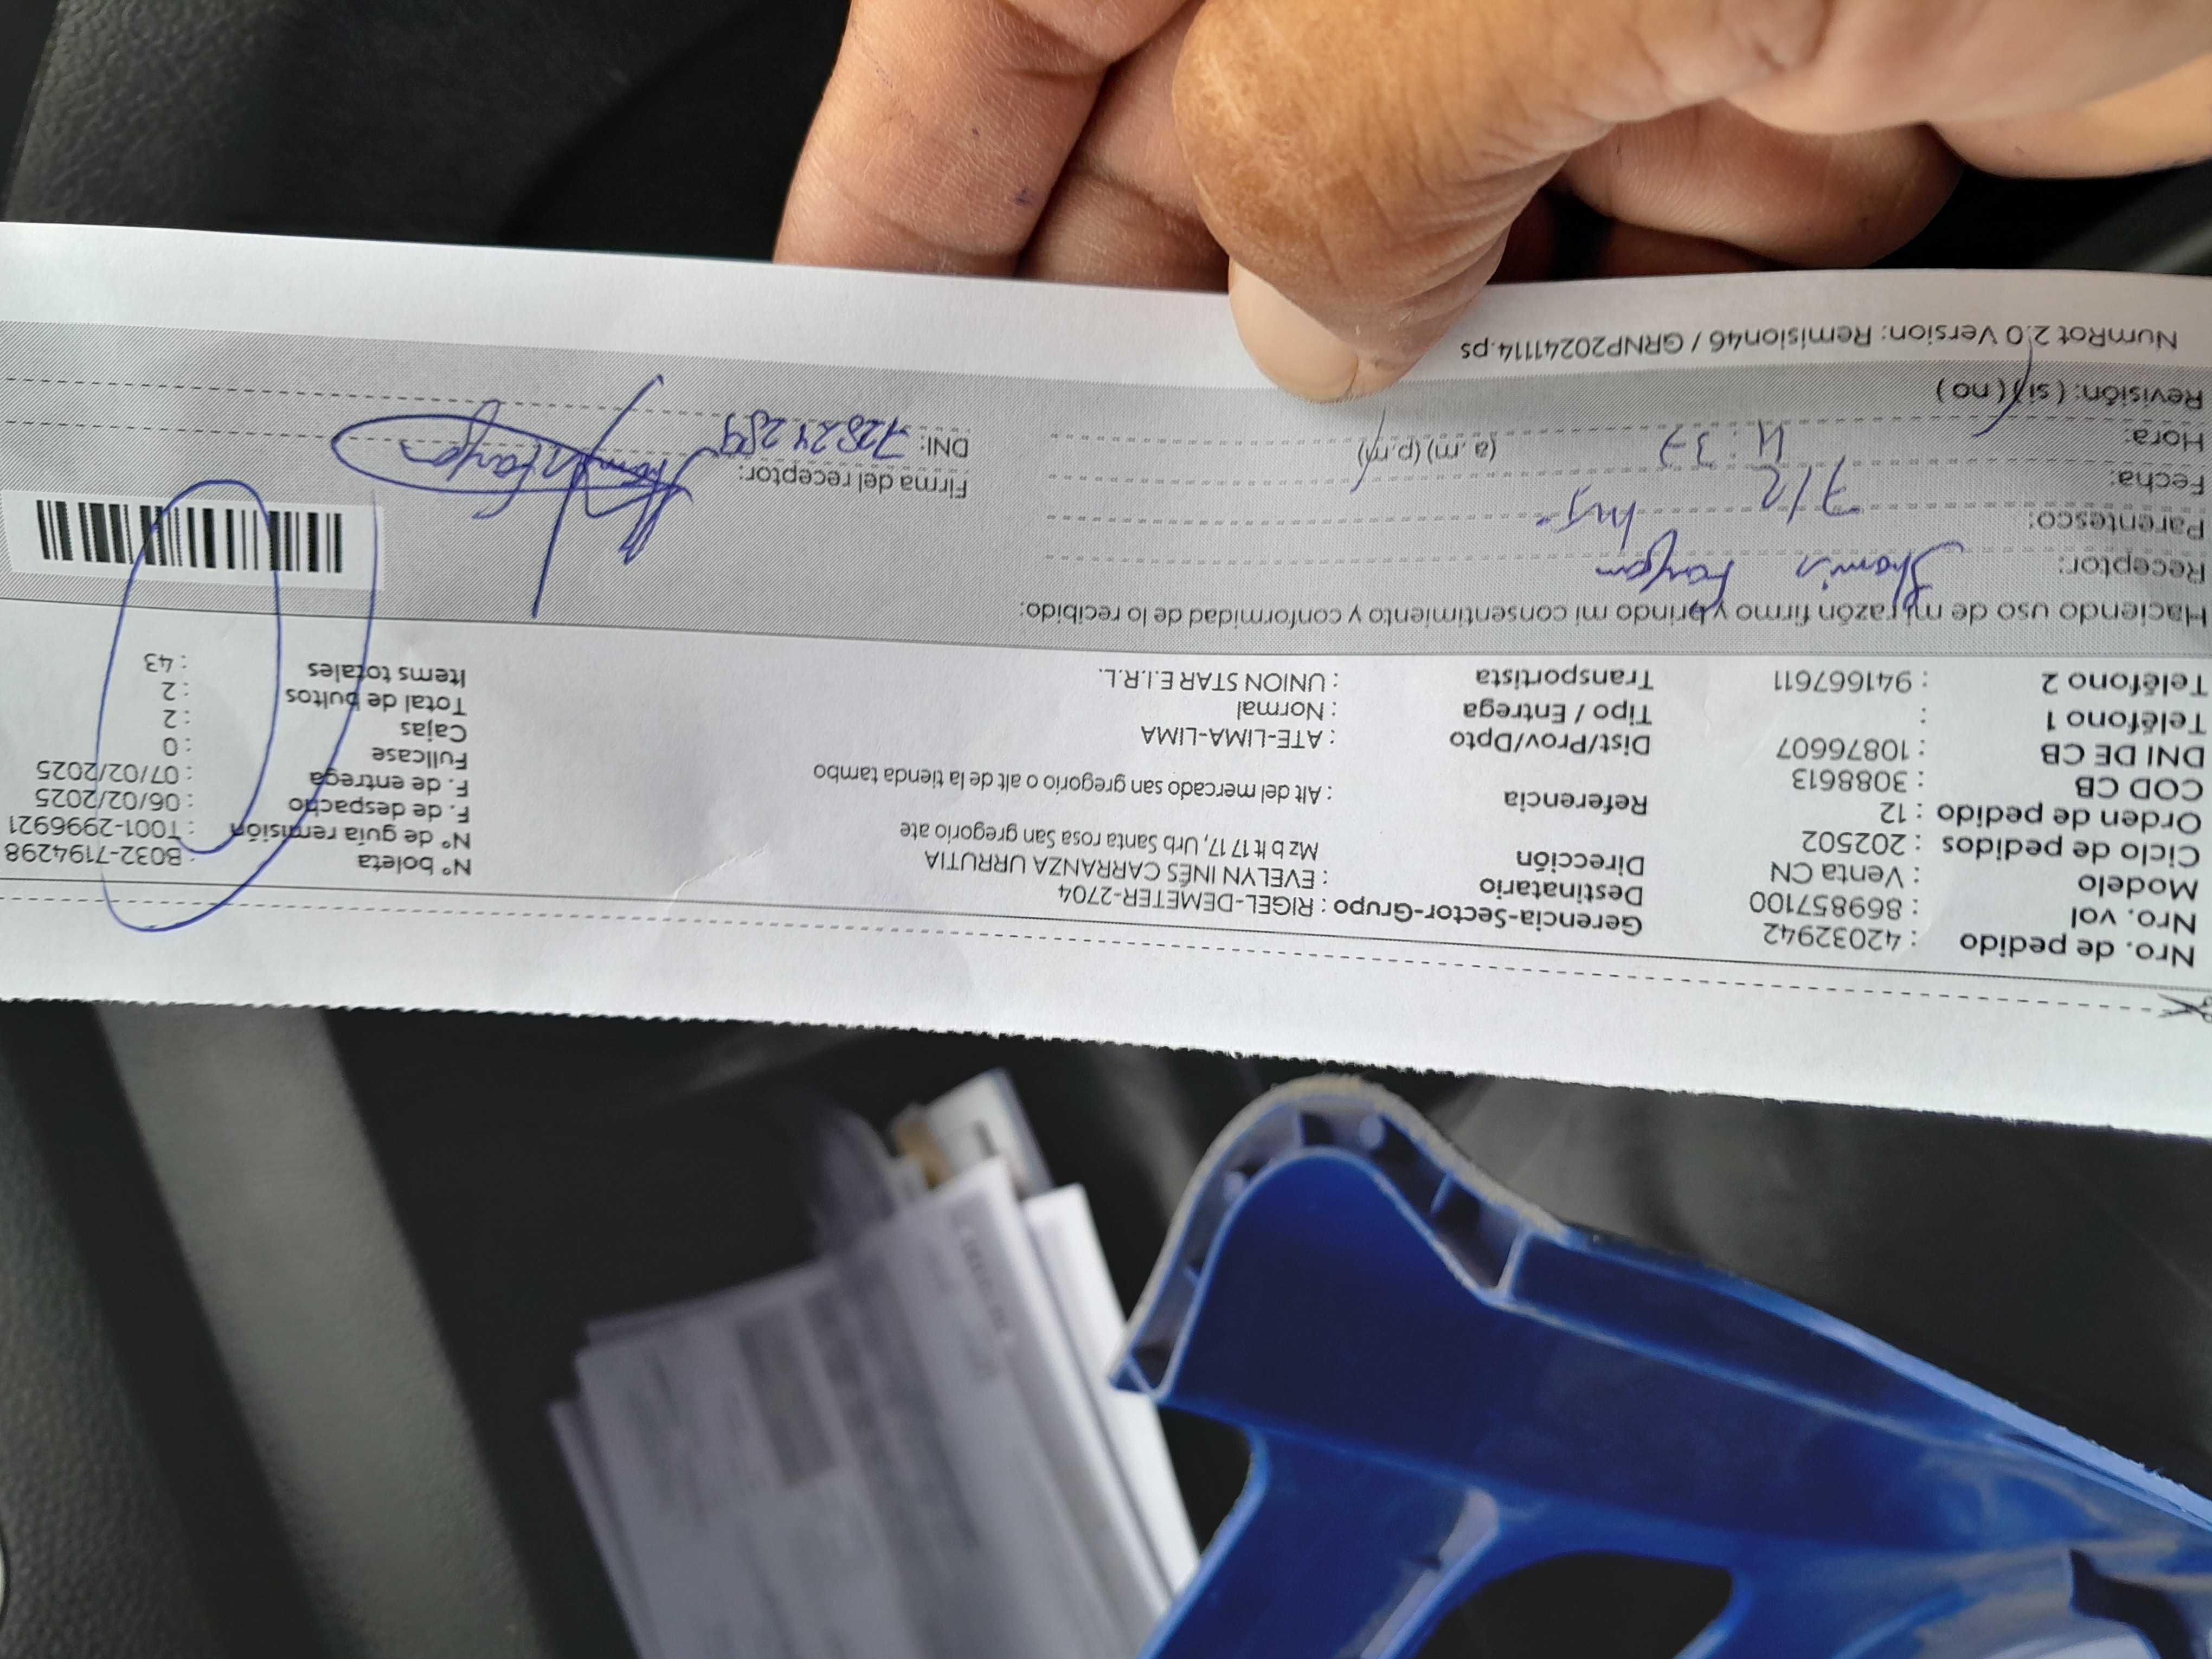 Nro. de pedido : 42032942
Nro. vol : 869857100
Modelo : Venta CN
Ciclo de pedidos : 202502
Orden de pedido : 12
COD CB : 3088613
DNI DE CB : 10876607
Teléfono 1 :
Teléfono 2 : 941667611
Gerencia-Sector-Grupo : RIGEL-DEMETER-2704
Destinatario : EVELYN INÉS CARRANZA URRUTIA
Dirección Mz b lt 17 17, Urb Santa rosa San gregorio ate
Referencia : Alt del mercado san gregorio o alt de la tienda tambo
Dist/Prov/Dpto : ATE-LIMA-LIMA
Tipo / Entrega : Normal
Transportista : UNION STAR E.I.R.L.
N° boleta : B032-7194298
N° de guía remisión : T001-2996921
F. de despacho : 06/02/2025
F. de entrega : 07/02/2025
Fullcase : 0
Cajas : 2
Total de bultos : 2
Items totales : 43
Haciendo uso de mi razón firmo y brindo mi consentimiento y conformidad de lo recibido:
Receptor:
Parentesco:
Fecha: 7/2
Hora: 4:37 (a.m) (p.m)
Revisión: ( si ) ( no )
Firma del receptor:
DNI: 72824289
NumRot 2.0 Version: Remision46 / GRNP20241114.ps